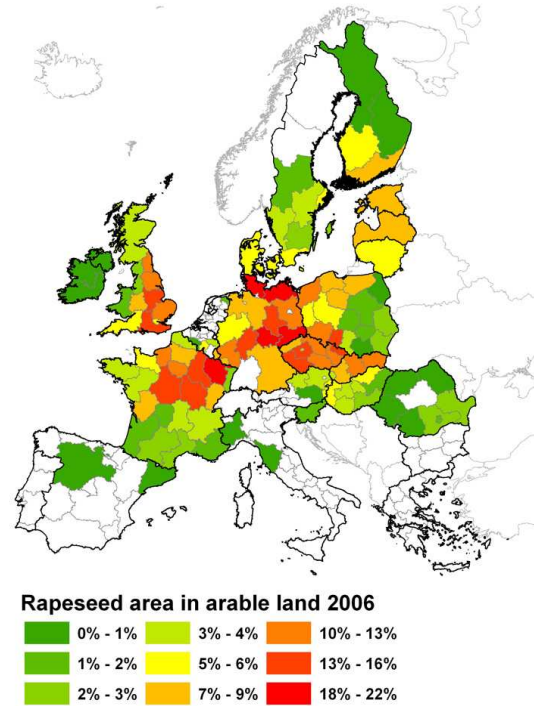 Rapeseed area in arable land 2006
0% - 1% 3% - 4% 10% - 13%
1% - 2% 5% - 6% 13% - 16%
2% - 3% 7% - 9% 18% - 22%